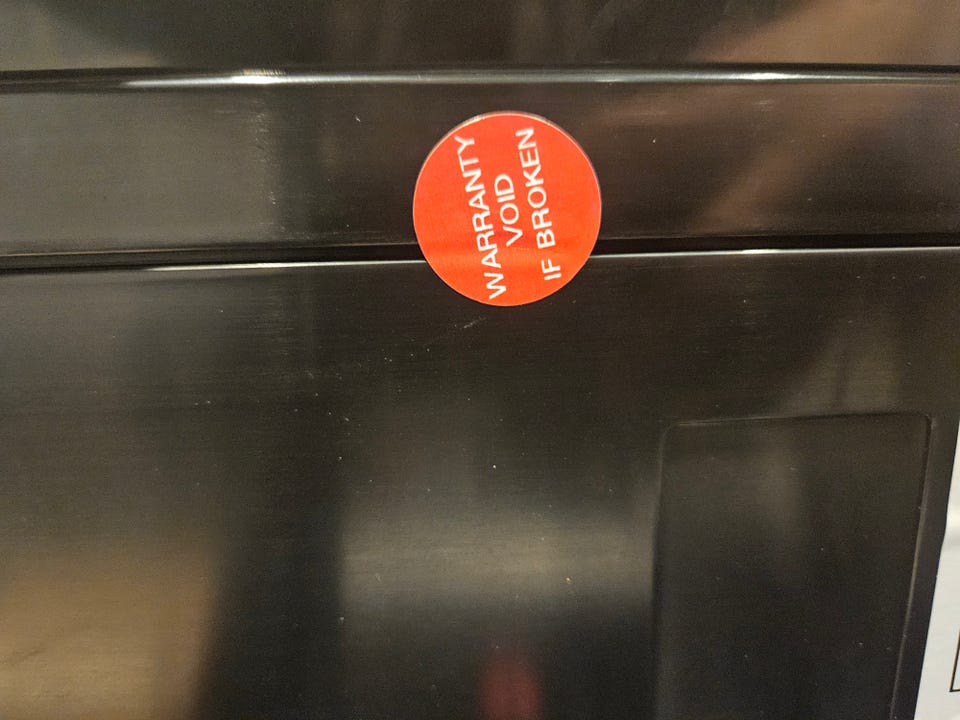 WARRANTY
VOID
IF BROKEN